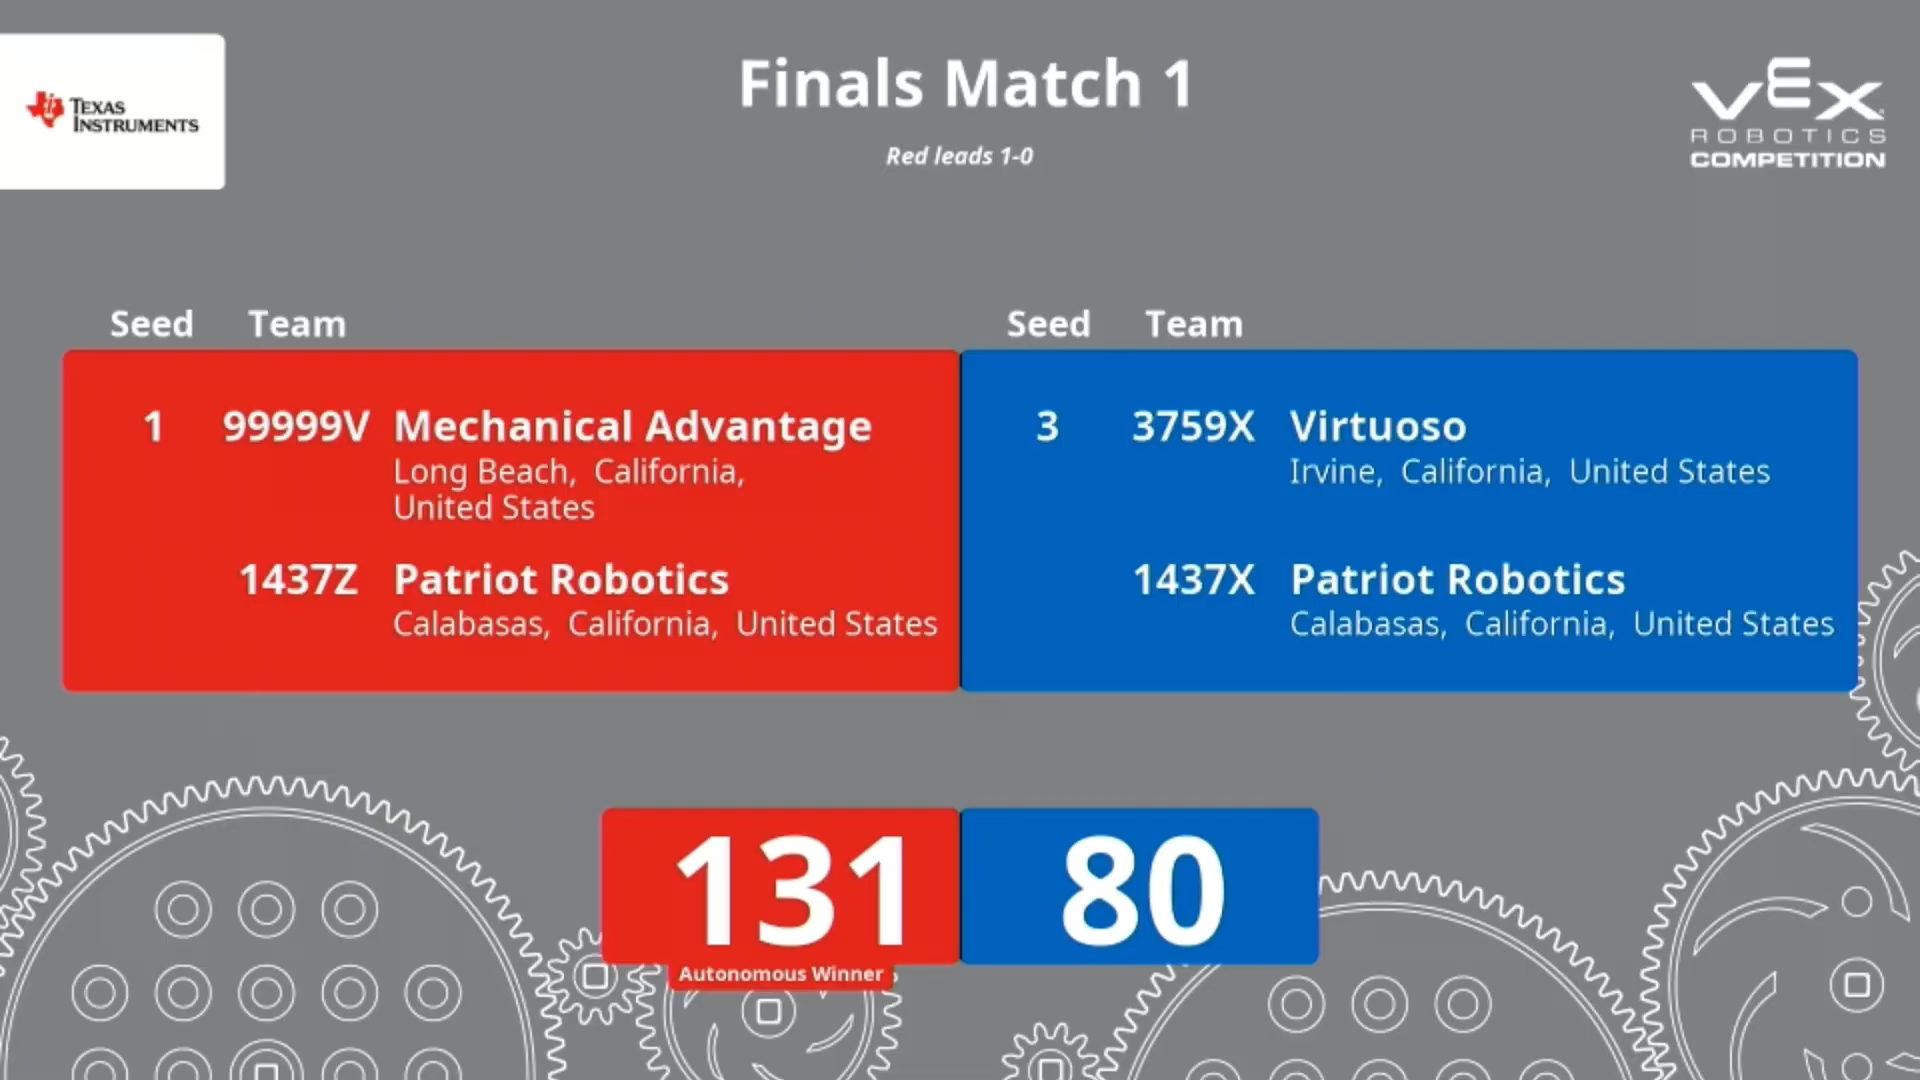 TEXAS
INSTRUMENTS
Finals Match 1
Red leads 1-0
VEX
ROBOTICS
COMPETITION
Seed Team
1 99999V Mechanical Advantage
Long Beach, California,
United States
1437Z Patriot Robotics
Calabasas, California, United States
Seed Team
3 3759X Virtuoso
Irvine, California, United States
1437X Patriot Robotics
Calabasas, California, United States
131 80
Autonomous Winner